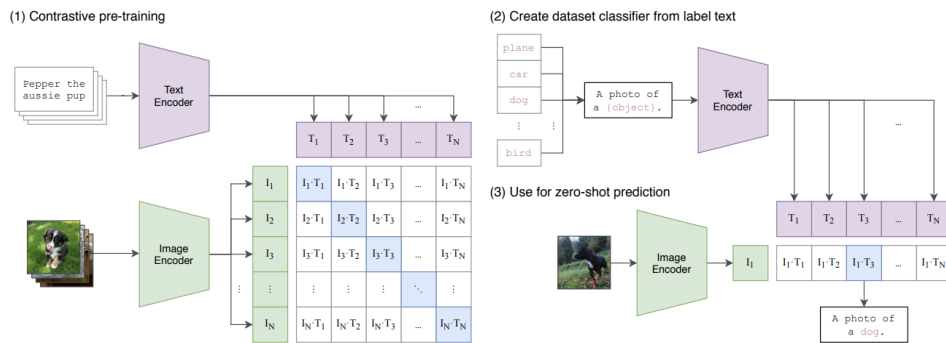 (1) Contrastive pre-training
Pepper the
aussie pup
Text
Encoder
...
T1 T2 T3 ... TN
I1 I1·T1 I1·T2 I1·T3 ... I1·TN
I2 I2·T1 I2·T2 I2·T3 ... I2·TN
Image
Encoder
I3 I3·T1 I3·T2 I3·T3 ... I3·TN
⋮ ⋮ ⋮ ⋮ ⋮ ⋱ ⋮
IN IN·T1 IN·T2 IN·T3 ... IN·TN
(2) Create dataset classifier from label text
plane
car
dog
⋮
bird
A photo of
a {object}.
Text
Encoder
...
(3) Use for zero-shot prediction
Image
Encoder
T1 T2 T3 ... TN
I1 I1·T1 I1·T2 I1·T3 ... I1·TN
A photo of
a dog.